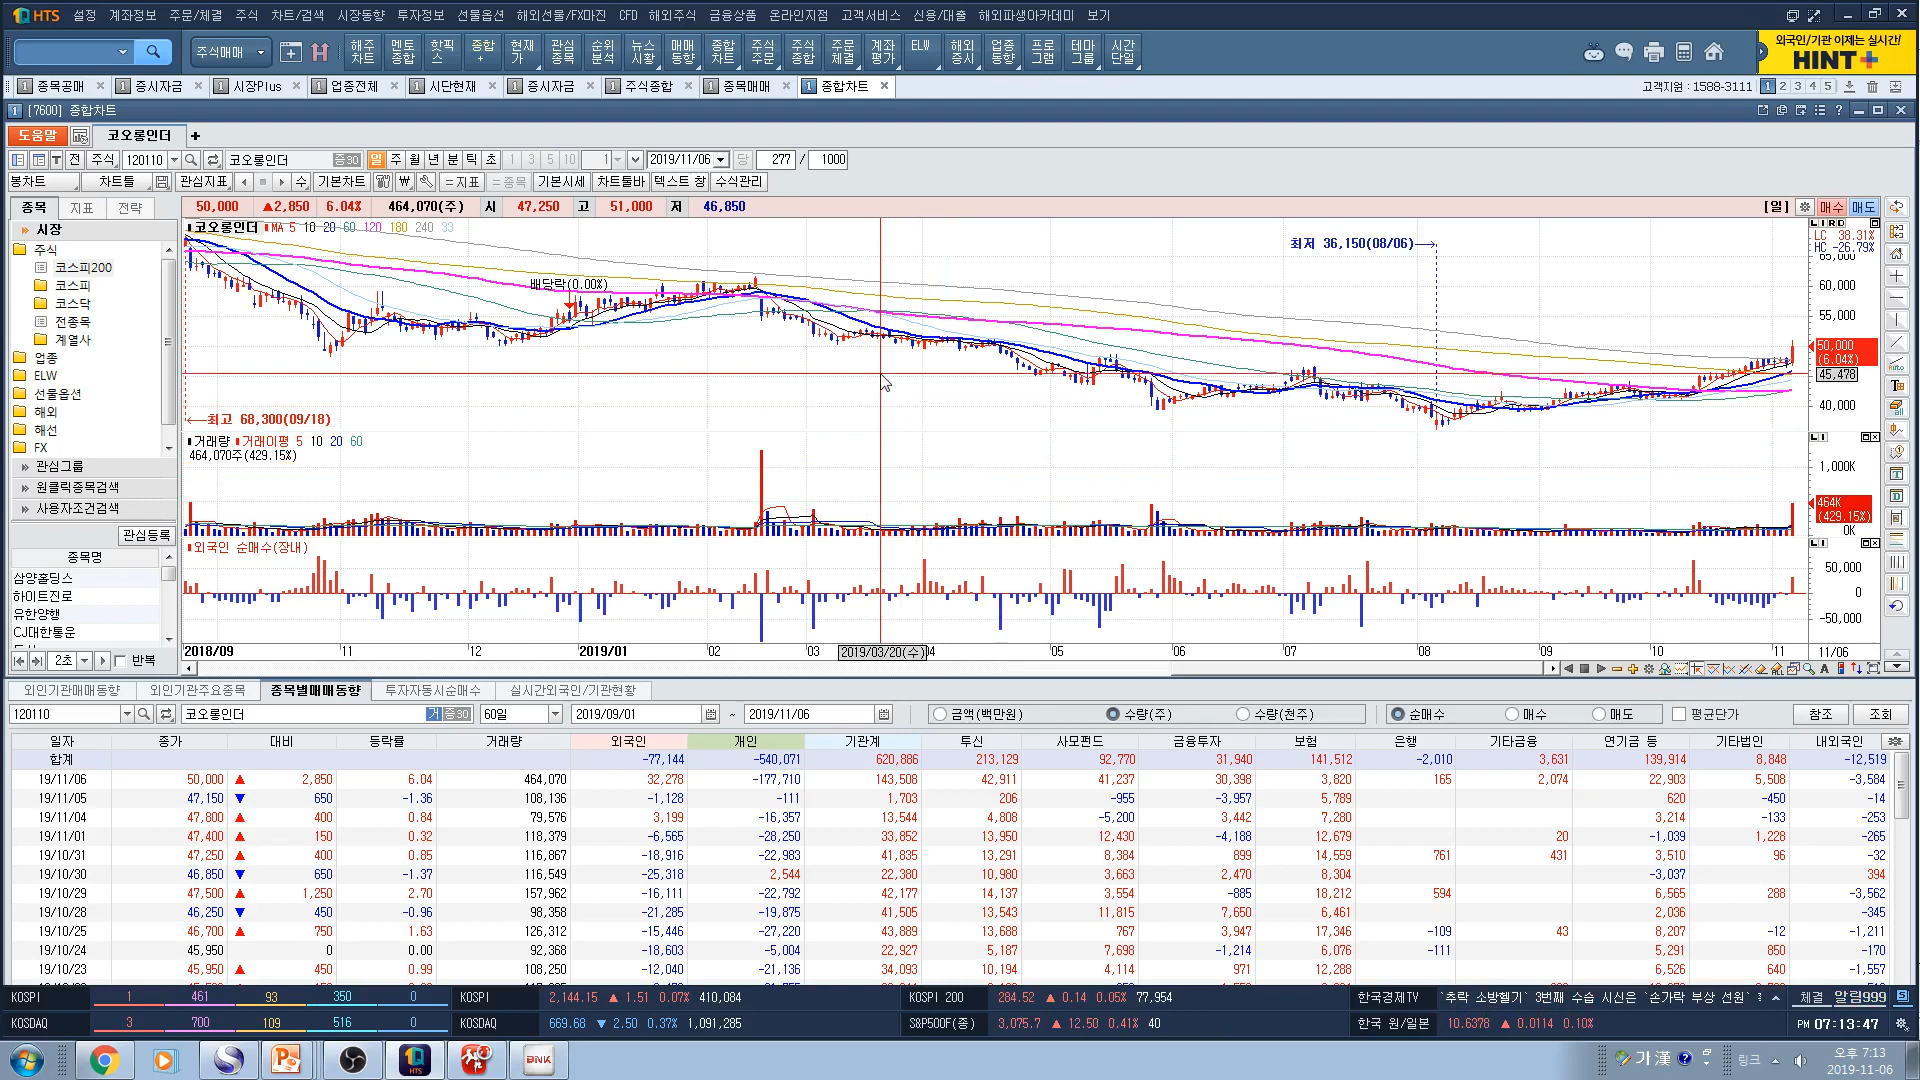 HTS 설정 계좌정보 주문/체결 주식 차트/검색 시장동향 투자정보 선물옵션 해외선물/FX마진 CFD 해외주식 금융상품 온라인지점 고객서비스 신용/대출 해외파생아카데미 보기
주식매매 해주차트 멘토종합 핫픽스 종합+ 현재가 관심종목 순위분석 뉴스시황 매매동향 종합차트 주식주문 주식종합 주문체결 계좌평가 ELW 해외증시 업종동향 프로그램 테마그룹 시간단일
외국인/기관 이제는 실시간!
HINT+
1 종목공매 1 증시자금 1 시장Plus 1 업종전체 1 시단현재 1 증시자금 1 주식종합 1 종목매매 1 종합차트 고객지원 : 1588-3111 1 2 3 4 5
1 [7600] 종합차트
도움말 코오롱인더 +
T 전 주식 120110 코오롱인더 증30 일 주 월 년 분 틱 초 1 3 5 10 1 2019/11/06 당 277 / 1000
봉차트 차트틀 관심지표 수 기본차트 =지표 =종목 기본시세 차트툴바 텍스트 창 수식관리
종목 지표 전략
50,000 ▲2,850 6.04% 464,070(주) 시 47,250 고 51,000 저 46,850 [일] 매수 매도
시장
주식
코스피200
코스피
코스닥
전종목
계열사
업종
ELW
선물옵션
해외
해선
FX
관심그룹
원클릭종목검색
사용자조건검색
관심등록
종목명
삼양홀딩스
하이트진로
유한양행
CJ대한통운
2초 반복
코오롱인더 MA 5 10 20 60 120 180 240 33
최저 36,150(08/06)
배당락(0.00%)
최고 68,300(09/18)
LC 38.31%
HC -26.79%
65,000
60,000
55,000
50,000
(6.04%)
45,478
40,000
거래량 거래이평 5 10 20 60
464,070주(429.15%)
1,000K
464K
(429.15%)
0K
외국인 순매수(장내)
50,000
0
-50,000
2018/09 11 12 2019/01 02 03 2019/03/20(수) 04 05 06 07 08 09 10 11 11/06
외인기관매매동향 외인기관주요종목 종목별매매동향 투자자동시순매수 실시간외국인/기관현황
120110 코오롱인더 거 증30 60일 2019/09/01 ~ 2019/11/06 금액(백만원) 수량(주) 수량(천주) 순매수 매수 매도 평균단가 참조 조회
일자 종가 대비 등락률 거래량 외국인 개인 기관계 투신 사모펀드 금융투자 보험 은행 기타금융 연기금 등 기타법인 내외국인
합계 -77,144 -540,071 620,886 213,129 92,770 31,940 141,512 -2,010 3,631 139,914 8,848 -12,519
19/11/06 50,000 ▲ 2,850 6.04 464,070 32,278 -177,710 143,508 42,911 41,237 30,398 3,820 165 2,074 22,903 5,508 -3,584
19/11/05 47,150 ▼ 650 -1.36 108,136 -1,128 -111 1,703 206 -955 -3,957 5,789 620 -450 -14
19/11/04 47,800 ▲ 400 0.84 79,576 3,199 -16,357 13,544 4,808 -5,200 3,442 7,280 3,214 -133 -253
19/11/01 47,400 ▲ 150 0.32 118,379 -6,565 -28,250 33,852 13,950 12,430 -4,188 12,679 20 -1,039 1,228 -265
19/10/31 47,250 ▲ 400 0.85 116,867 -18,916 -22,983 41,835 13,291 8,384 899 14,559 761 431 3,510 96 -32
19/10/30 46,850 ▼ 650 -1.37 116,549 -25,318 2,544 22,380 10,980 3,663 2,470 8,304 -3,037 394
19/10/29 47,500 ▲ 1,250 2.70 157,962 -16,111 -22,792 42,177 14,137 3,554 -885 18,212 594 6,565 288 -3,562
19/10/28 46,250 ▼ 450 -0.96 98,358 -21,285 -19,875 41,505 13,543 11,815 7,650 6,461 2,036 -345
19/10/25 46,700 ▲ 750 1.63 126,312 -15,446 -27,220 43,889 13,688 767 3,947 17,346 -109 43 8,207 -12 -1,211
19/10/24 45,950 0 0.00 92,368 -18,603 -5,004 22,927 5,187 7,698 -1,214 6,076 -111 5,291 850 -170
19/10/23 45,950 ▲ 450 0.99 108,250 -12,040 -21,136 34,093 10,194 4,114 971 12,288 6,526 640 -1,557
KOSPI 1 461 93 350 0 KOSPI 2,144.15 ▲ 1.51 0.07% 410,084 KOSPI 200 284.52 ▲ 0.14 0.05% 77,954 한국경제TV `추락 소방헬기` 3번째 수습 시신은 `손가락 부상 선원` 체결 알림999
KOSDAQ 3 700 109 516 0 KOSDAQ 669.68 ▼ 2.50 0.37% 1,091,285 S&P500F(종) 3,075.7 ▲ 12.50 0.41% 40 한국 원/일본 10.6378 ▲ 0.0114 0.10% PM 07:13:47
HTS BNK 가 漢 링크 오후 7:13
2019-11-06